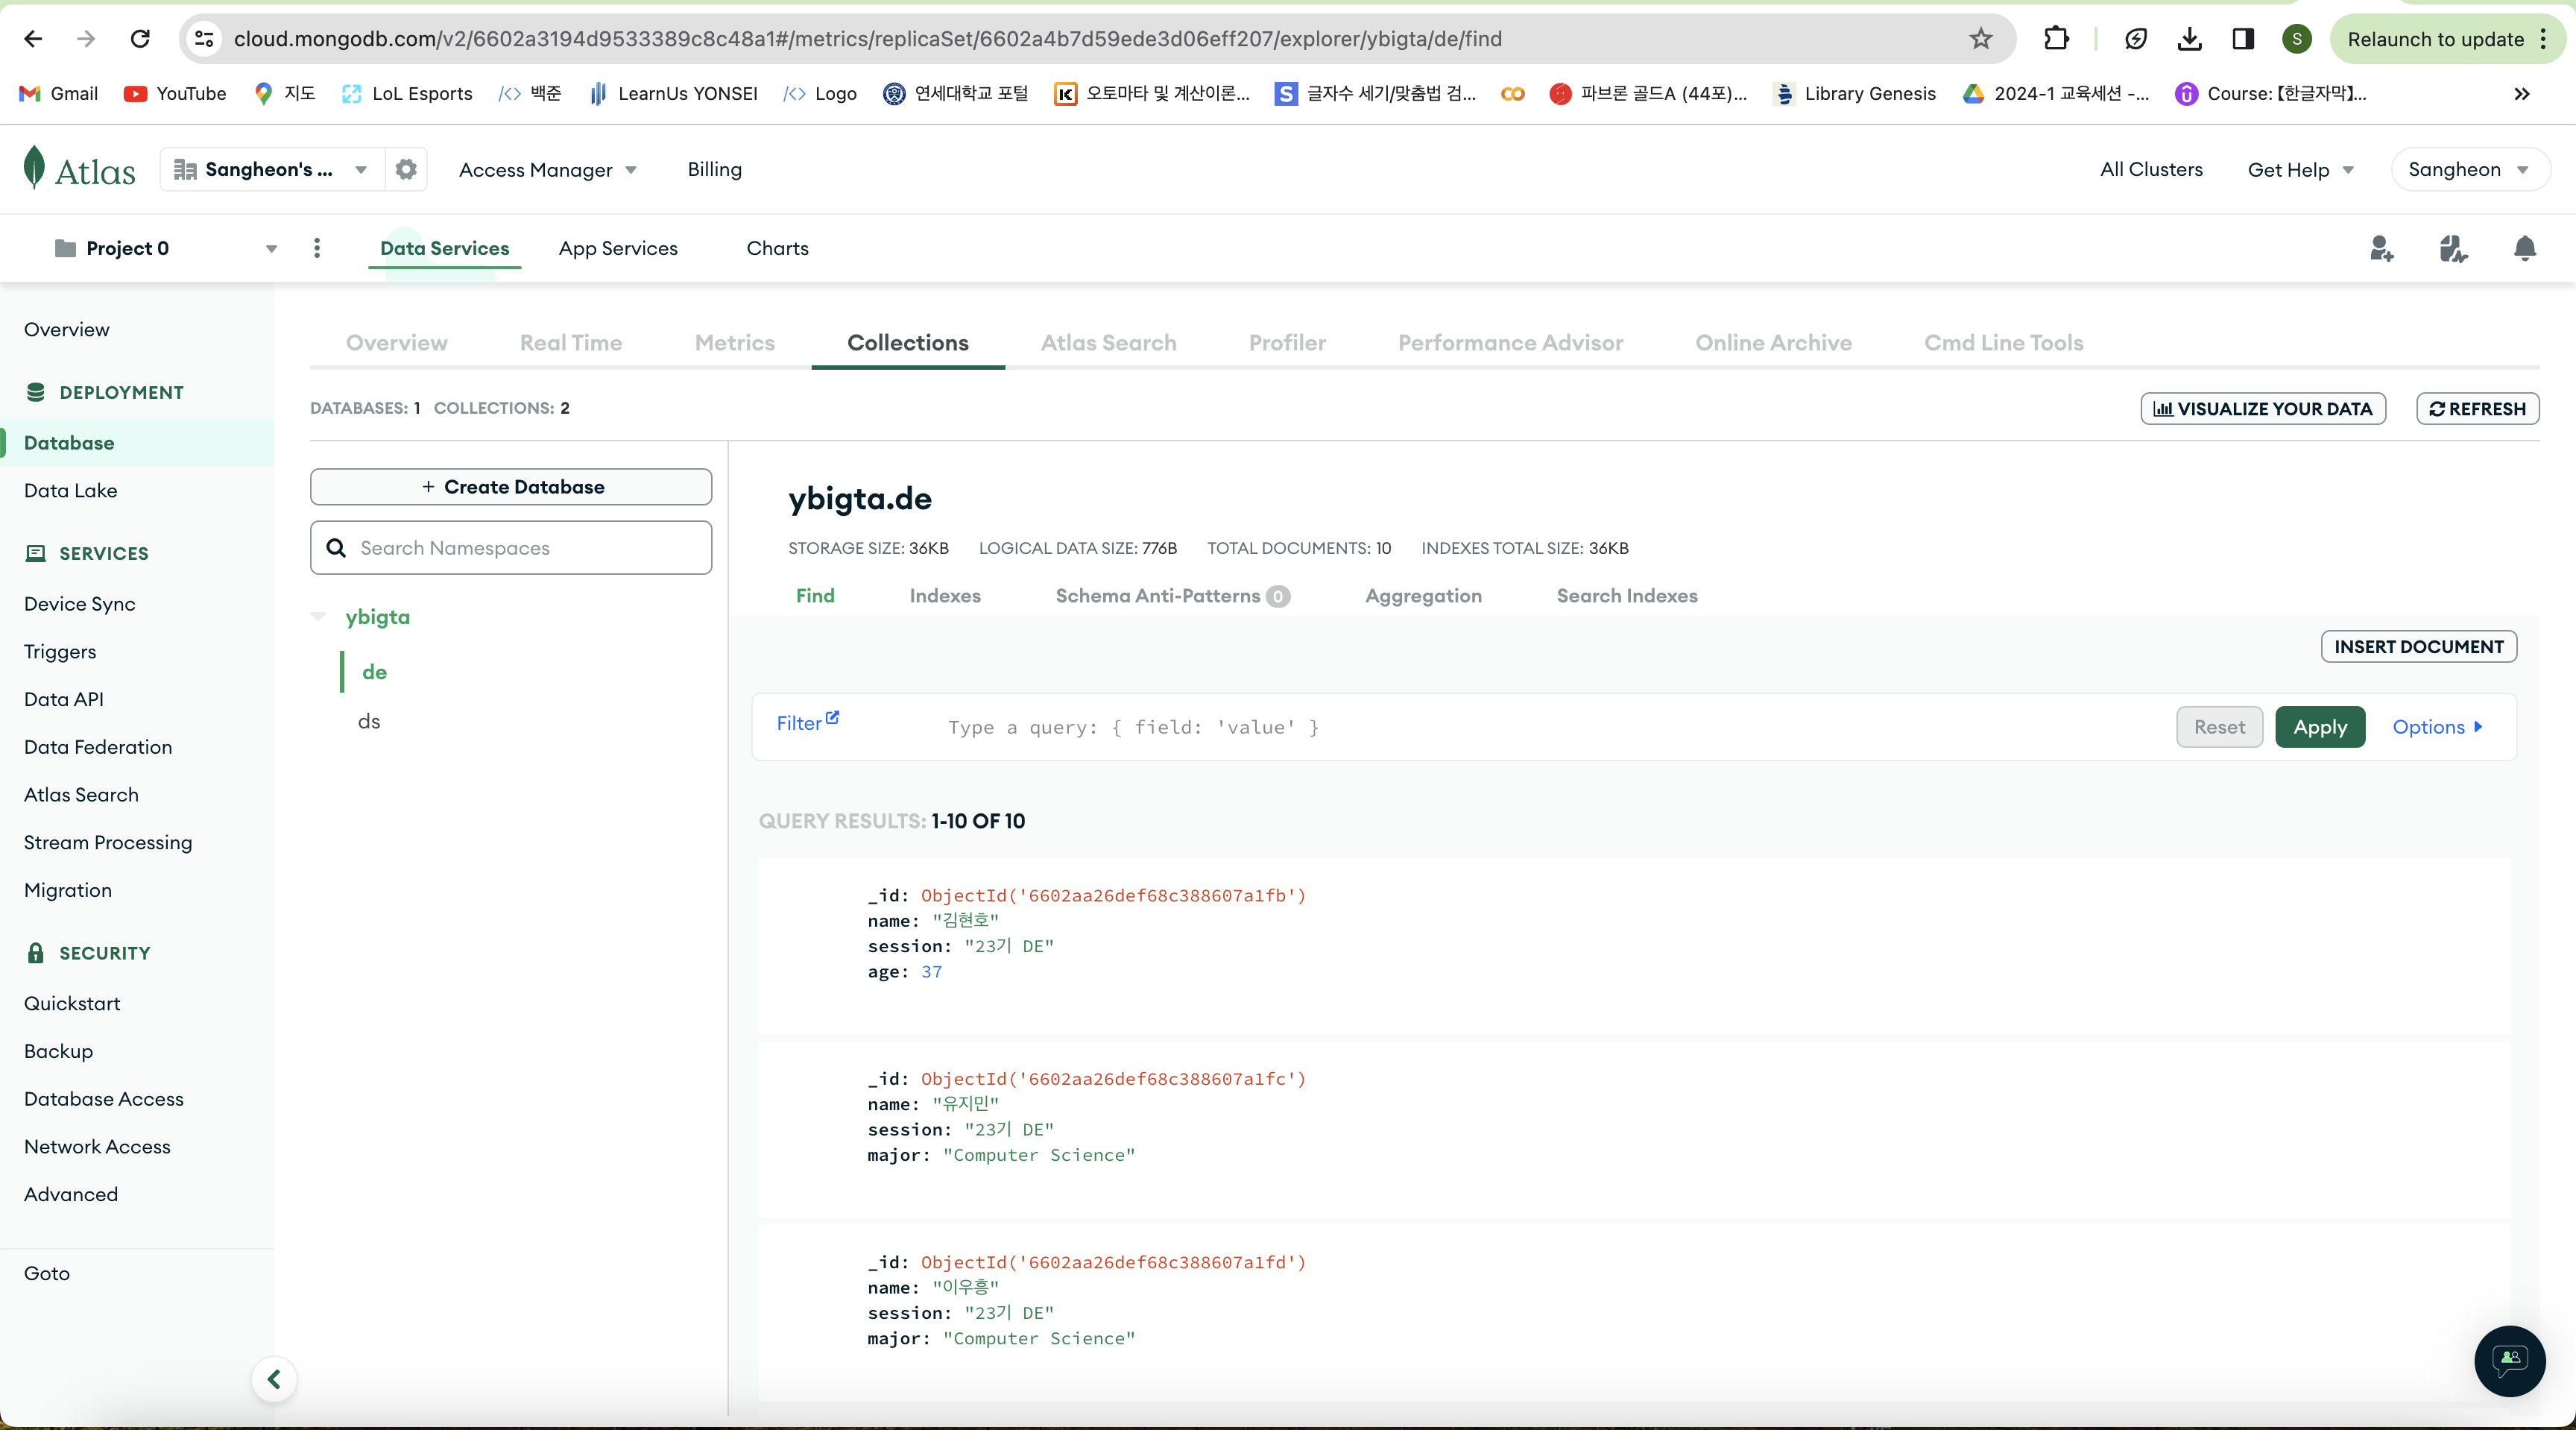 cloud.mongodb.com/v2/6602a3194d9533389c8c48a1#/metrics/replicaSet/6602a4b7d59ede3d06eff207/explorer/ybigta/de/find
S
Relaunch to update
Gmail YouTube 지도 LoL Esports 백준 LearnUs YONSEI Logo 연세대학교 포털 오토마타 및 계산이론... 글자수 세기/맞춤법 검... 파브론 골드A (44포)... Library Genesis 2024-1 교육세션 -... Course:【한글자막】...
Atlas Sangheon's ... Access Manager Billing All Clusters Get Help Sangheon
Project 0 Data Services App Services Charts
Overview
DEPLOYMENT
Database
Data Lake
SERVICES
Device Sync
Triggers
Data API
Data Federation
Atlas Search
Stream Processing
Migration
SECURITY
Quickstart
Backup
Database Access
Network Access
Advanced
Goto
Overview Real Time Metrics Collections Atlas Search Profiler Performance Advisor Online Archive Cmd Line Tools
DATABASES: 1 COLLECTIONS: 2
VISUALIZE YOUR DATA REFRESH
+ Create Database
Search Namespaces
ybigta
de
ds
ybigta.de
STORAGE SIZE: 36KB LOGICAL DATA SIZE: 776B TOTAL DOCUMENTS: 10 INDEXES TOTAL SIZE: 36KB
Find Indexes Schema Anti-Patterns 0 Aggregation Search Indexes
INSERT DOCUMENT
Filter Type a query: { field: 'value' } Reset Apply Options
QUERY RESULTS: 1-10 OF 10
_id: ObjectId('6602aa26def68c388607a1fb')
name: "김현호"
session: "23기 DE"
age: 37
_id: ObjectId('6602aa26def68c388607a1fc')
name: "유지민"
session: "23기 DE"
major: "Computer Science"
_id: ObjectId('6602aa26def68c388607a1fd')
name: "이우흥"
session: "23기 DE"
major: "Computer Science"